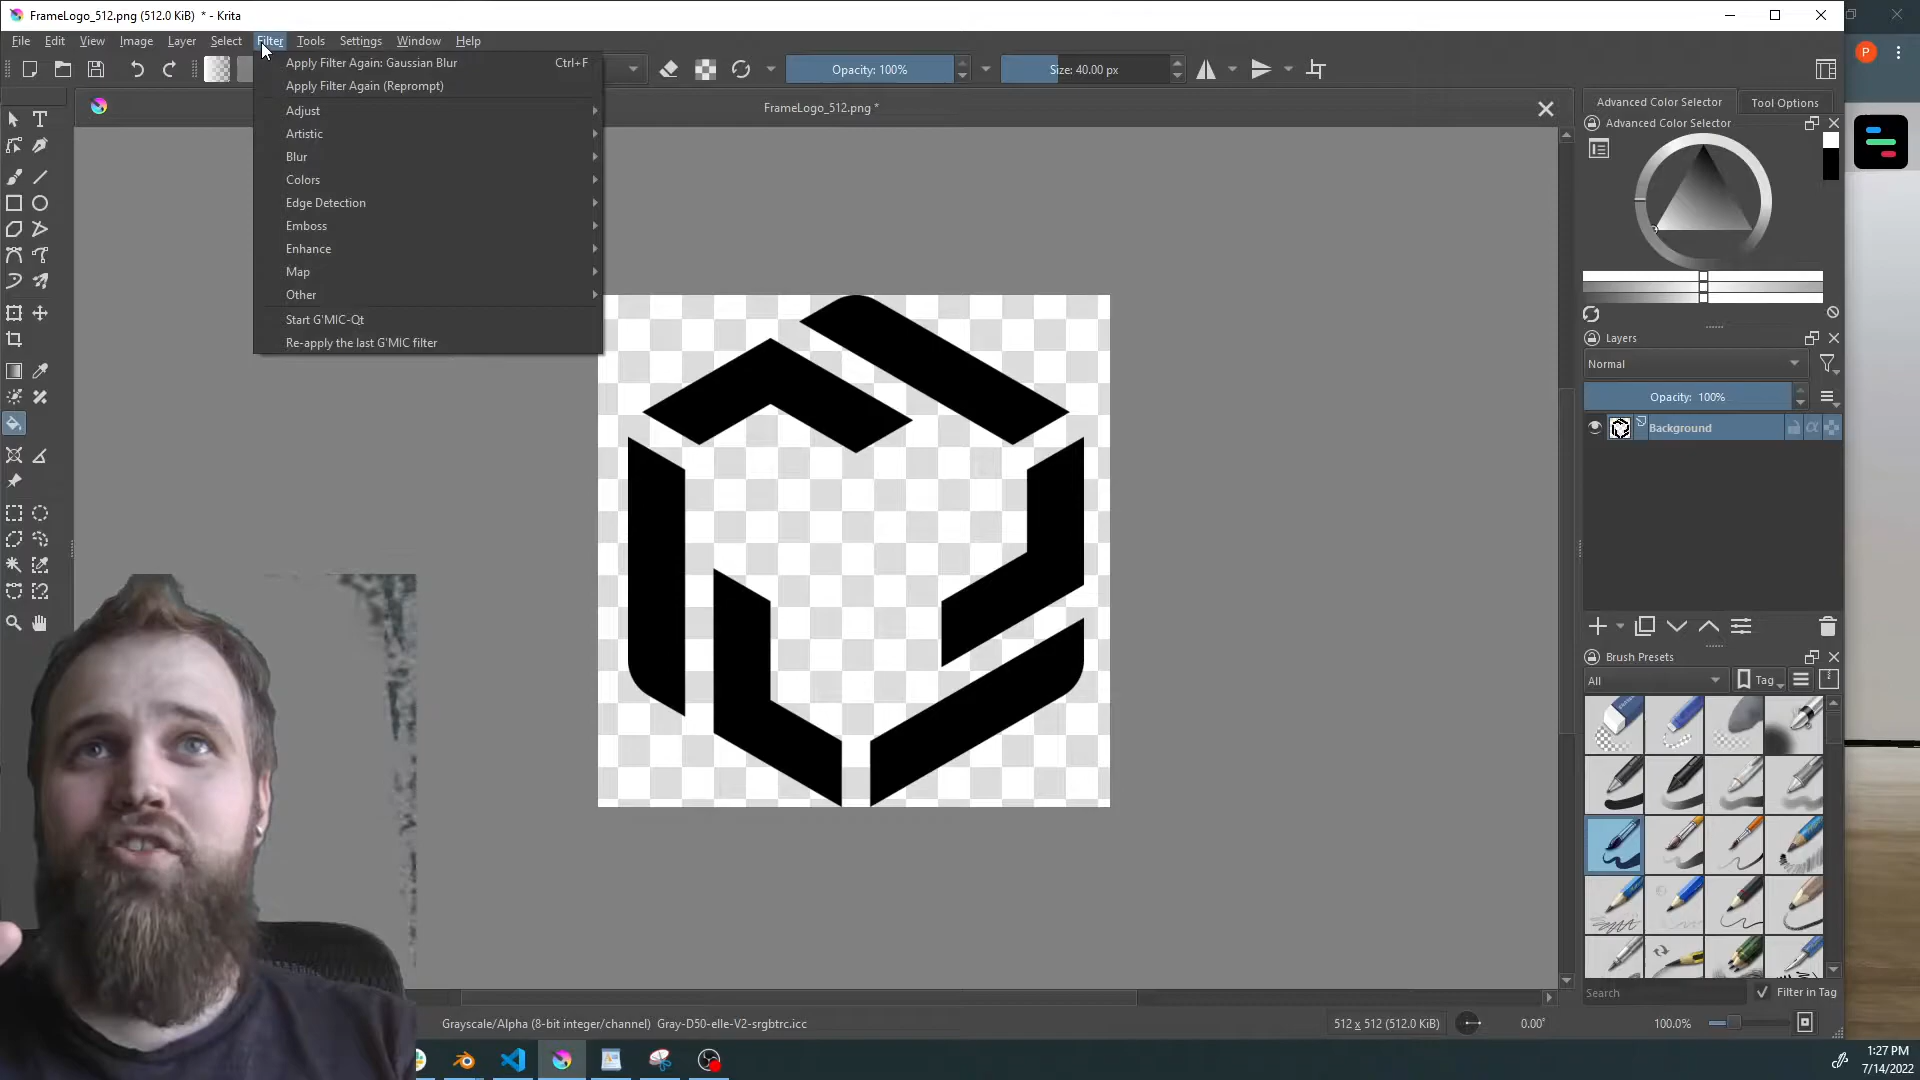 FrameLogo_512.png (512.0 KiB) * - Krita
File Edit View Image Layer Select Filter Tools Settings Window Help
P
Apply Filter Again: Gaussian Blur Ctrl+F
Apply Filter Again (Reprompt)
Adjust
Artistic
Blur
Colors
Edge Detection
Emboss
Enhance
Map
Other
Start G'MIC-Qt
Re-apply the last G'MIC filter
Opacity: 100%
Size: 40.00 px
FrameLogo_512.png *
Advanced Color Selector
Tool Options
Advanced Color Selector
Layers
Normal
Opacity: 100%
Background
Brush Presets
All
Tag
Search
Filter in Tag
Grayscale/Alpha (8-bit integer/channel) Gray-D50-elle-V2-srgbtrc.icc
512 x 512 (512.0 KiB)
0.00°
100.0%
1:27 PM
7/14/2022